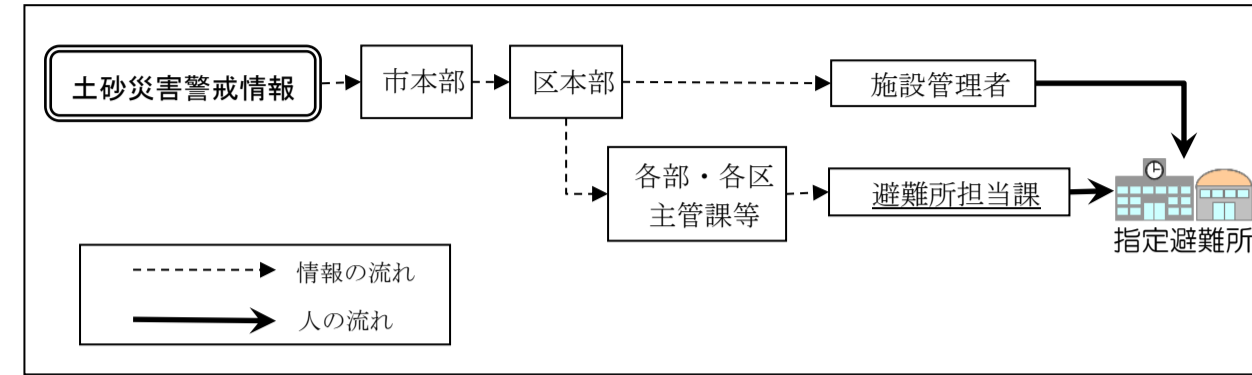 土砂災害警戒情報
市本部
区本部
施設管理者
各部・各区
主管課等
避難所担当課
指定避難所
情報の流れ
人の流れ